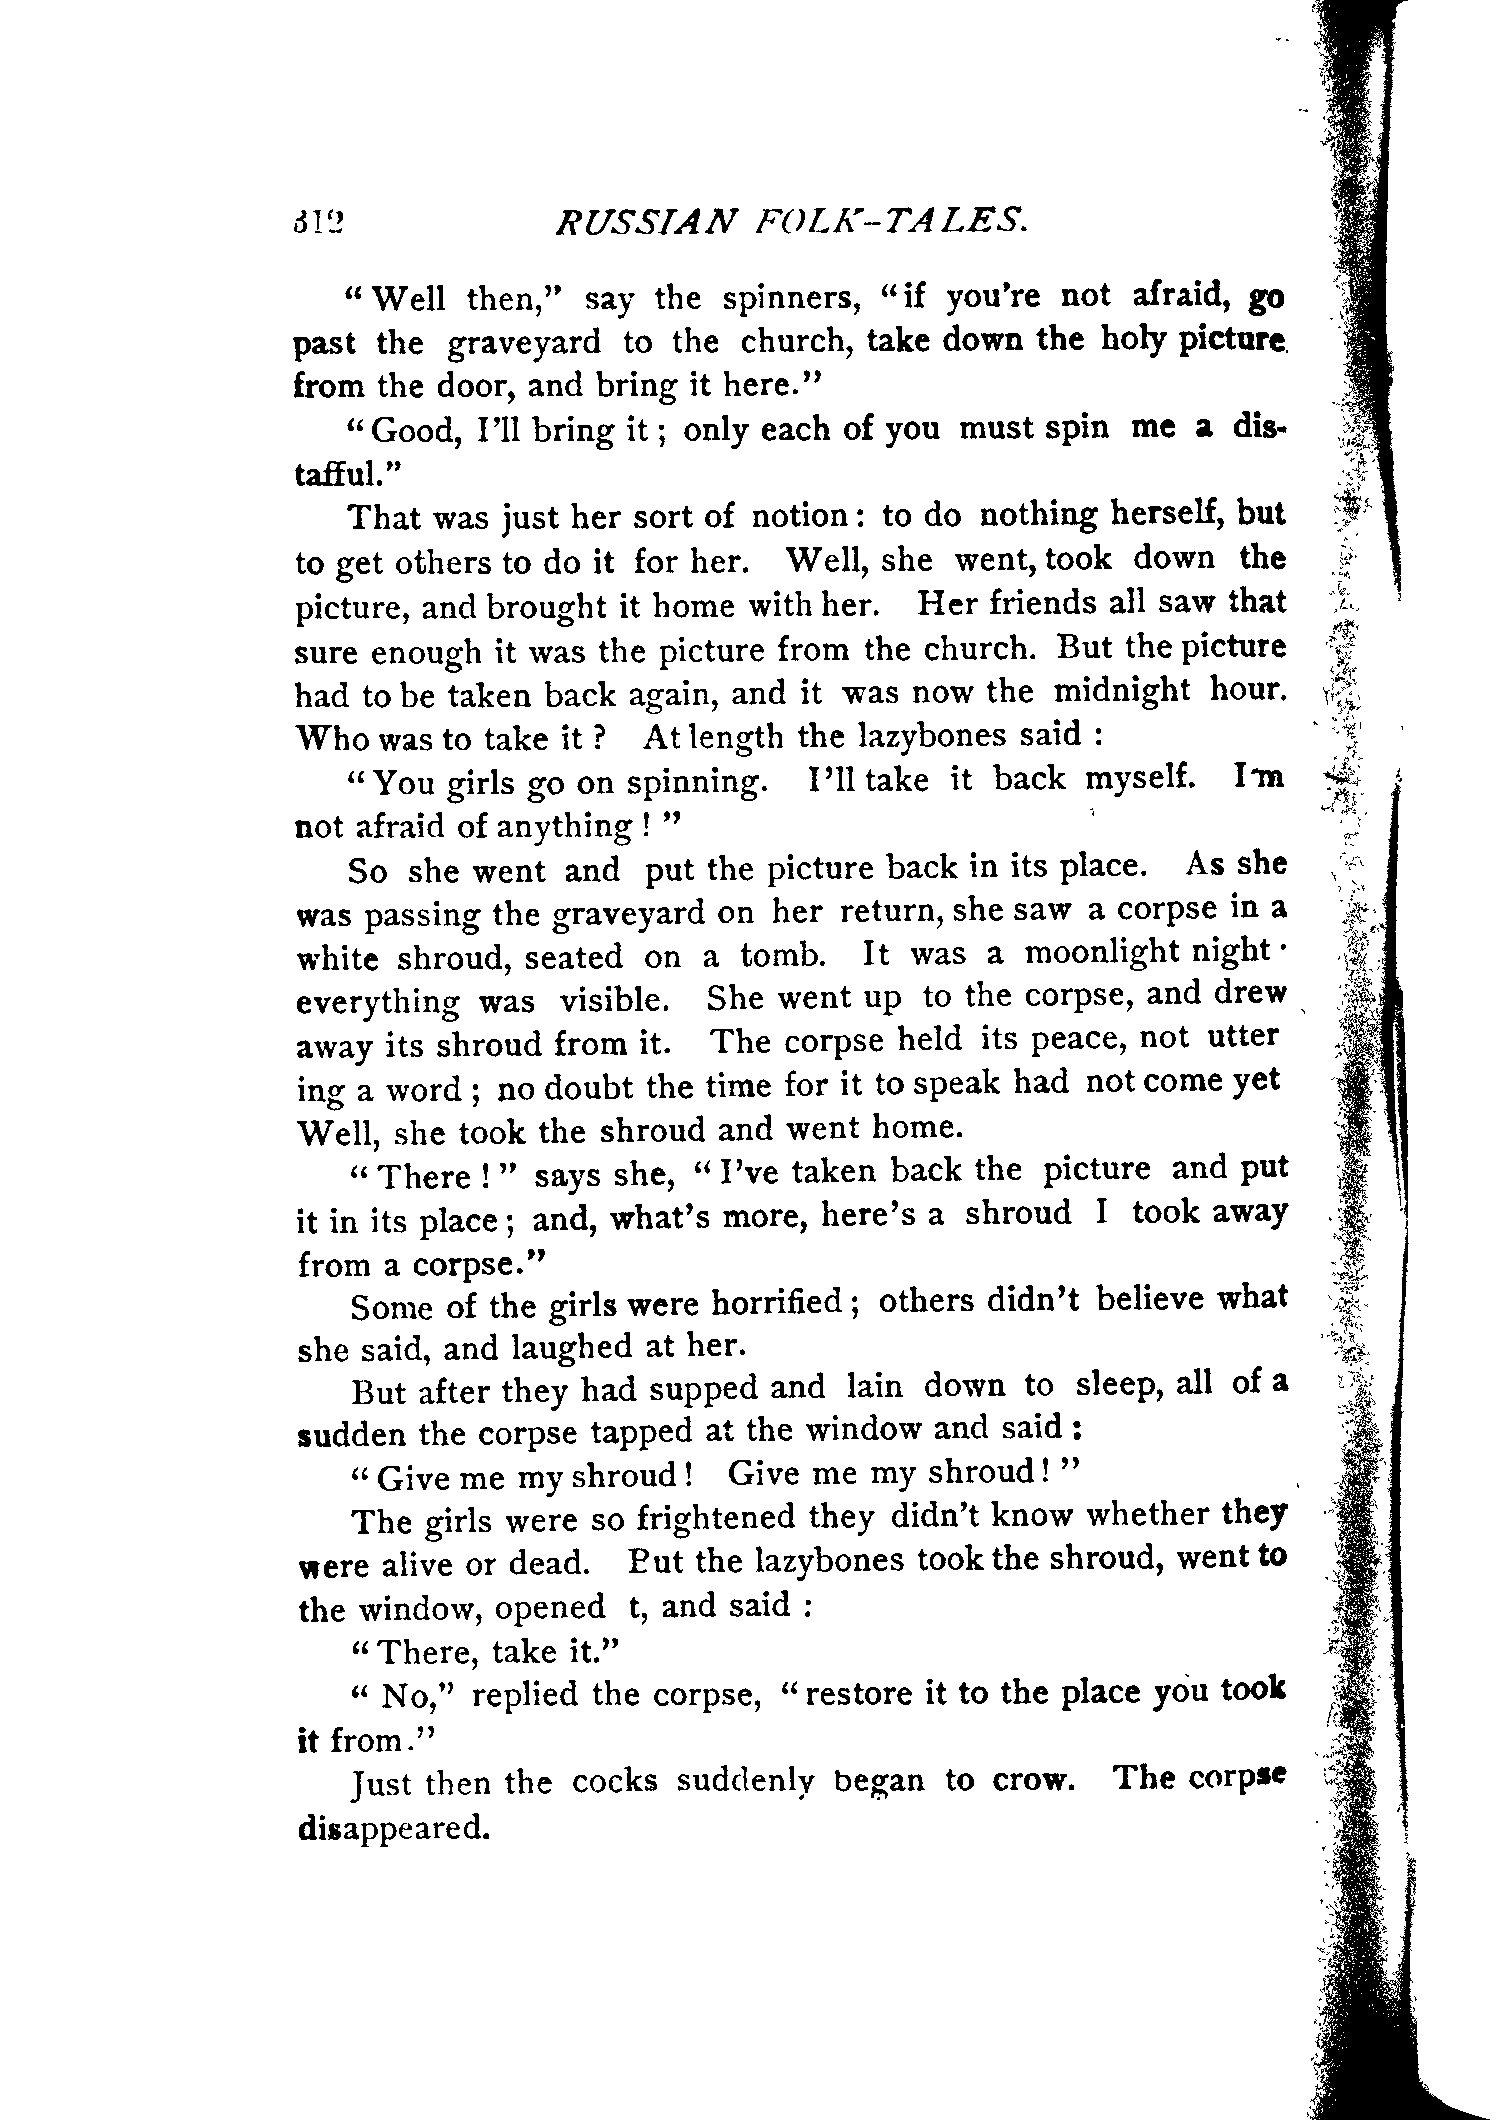 312 RUSSIAN FOLK-TALES.
"Well then," say the spinners, "if you're not afraid, go
past the graveyard to the church, take down the holy picture
from the door, and bring it here."
"Good, I'll bring it; only each of you must spin me a dis-
tafful."
That was just her sort of notion: to do nothing herself, but
to get others to do it for her. Well, she went, took down the
picture, and brought it home with her. Her friends all saw that
sure enough it was the picture from the church. But the picture
had to be taken back again, and it was now the midnight hour.
Who was to take it? At length the lazybones said:
"You girls go on spinning. I'll take it back myself. I'm
not afraid of anything!"
So she went and put the picture back in its place. As she
was passing the graveyard on her return, she saw a corpse in a
white shroud, seated on a tomb. It was a moonlight night·
everything was visible. She went up to the corpse, and drew
away its shroud from it. The corpse held its peace, not utter
ing a word; no doubt the time for it to speak had not come yet
Well, she took the shroud and went home.
"There!" says she, "I've taken back the picture and put
it in its place; and, what's more, here's a shroud I took away
from a corpse."
Some of the girls were horrified; others didn't believe what
she said, and laughed at her.
But after they had supped and lain down to sleep, all of a
sudden the corpse tapped at the window and said:
"Give me my shroud! Give me my shroud!"
The girls were so frightened they didn't know whether they
were alive or dead. But the lazybones took the shroud, went to
the window, opened t, and said:
"There, take it."
"No," replied the corpse, "restore it to the place you took
it from."
Just then the cocks suddenly began to crow. The corpse
disappeared.